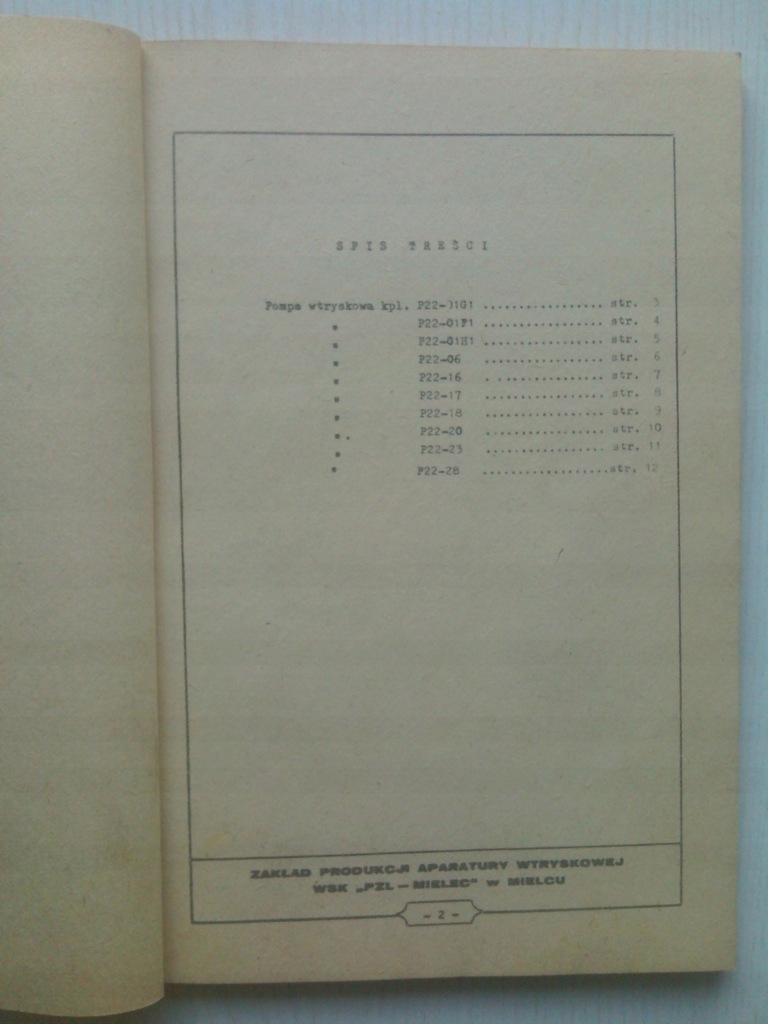 SPIS TREŚCI
Pompa wtryskowa kpl. P22-01G1 ................. str. 3
" P22-01F1 ................. str. 4
" P22-01H1 ................. str. 5
" P22-06 ................. str. 6
" P22-16 ................. str. 7
" P22-17 ................. str. 8
" P22-18 ................. str. 9
" P22-20 ................. str. 10
" P22-23 ................. str. 11
" P22-28 ..................str. 12
ZAKŁAD PRODUKCJI APARATURY WTRYSKOWEJ
WSK „PZL – MIELEC" w MIELCU
- 2 -